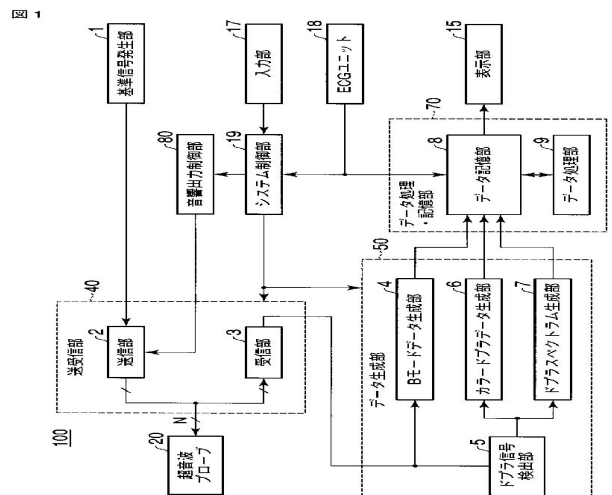 図 1
100
超音波
プローブ
20
N
送受信部
40
送信部
2
受信部
3
基準信号発生部
1
音響出力制御部
80
入力部
17
システム制御部
19
ECGユニット
18
データ生成部
50
Bモードデータ生成部
4
ドプラ信号
検出部
5
カラードプラデータ生成部
6
ドプラスペクトラム生成部
7
データ処理
・記憶部
70
データ記憶部
8
データ処理部
9
表示部
15